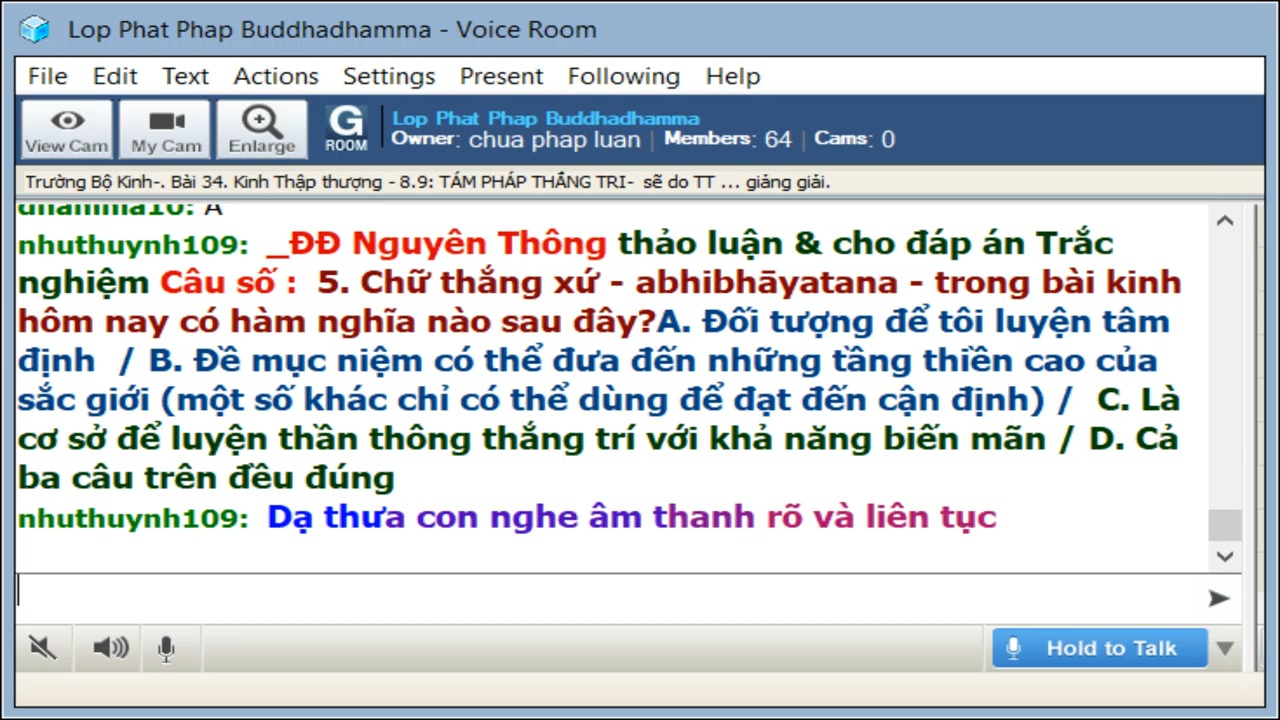 Lop Phat Phap Buddhadhamma - Voice Room
File Edit Text Actions Settings Present Following Help
View Cam My Cam Enlarge G ROOM
Lop Phat Phap Buddhadhamma
Owner: chua phap luan | Members: 64 | Cams: 0
Trường Bộ Kinh-. Bài 34. Kinh Thập thượng - 8.9: TÁM PHÁP THẮNG TRI- sẽ do TT ... giảng giải.
dhamma10: A
nhuthuynh109: _ĐĐ Nguyên Thông thảo luận & cho đáp án Trắc
nghiệm Câu số : 5. Chữ thắng xứ - abhibhāyatana - trong bài kinh
hôm nay có hàm nghĩa nào sau đây?A. Đối tượng để tôi luyện tâm
định / B. Đề mục niệm có thể đưa đến những tầng thiền cao của
sắc giới (một số khác chỉ có thể dùng để đạt đến cận định) / C. Là
cơ sở để luyện thần thông thắng trí với khả năng biến mãn / D. Cả
ba câu trên đều đúng
nhuthuynh109: Dạ thưa con nghe âm thanh rõ và liên tục
Hold to Talk